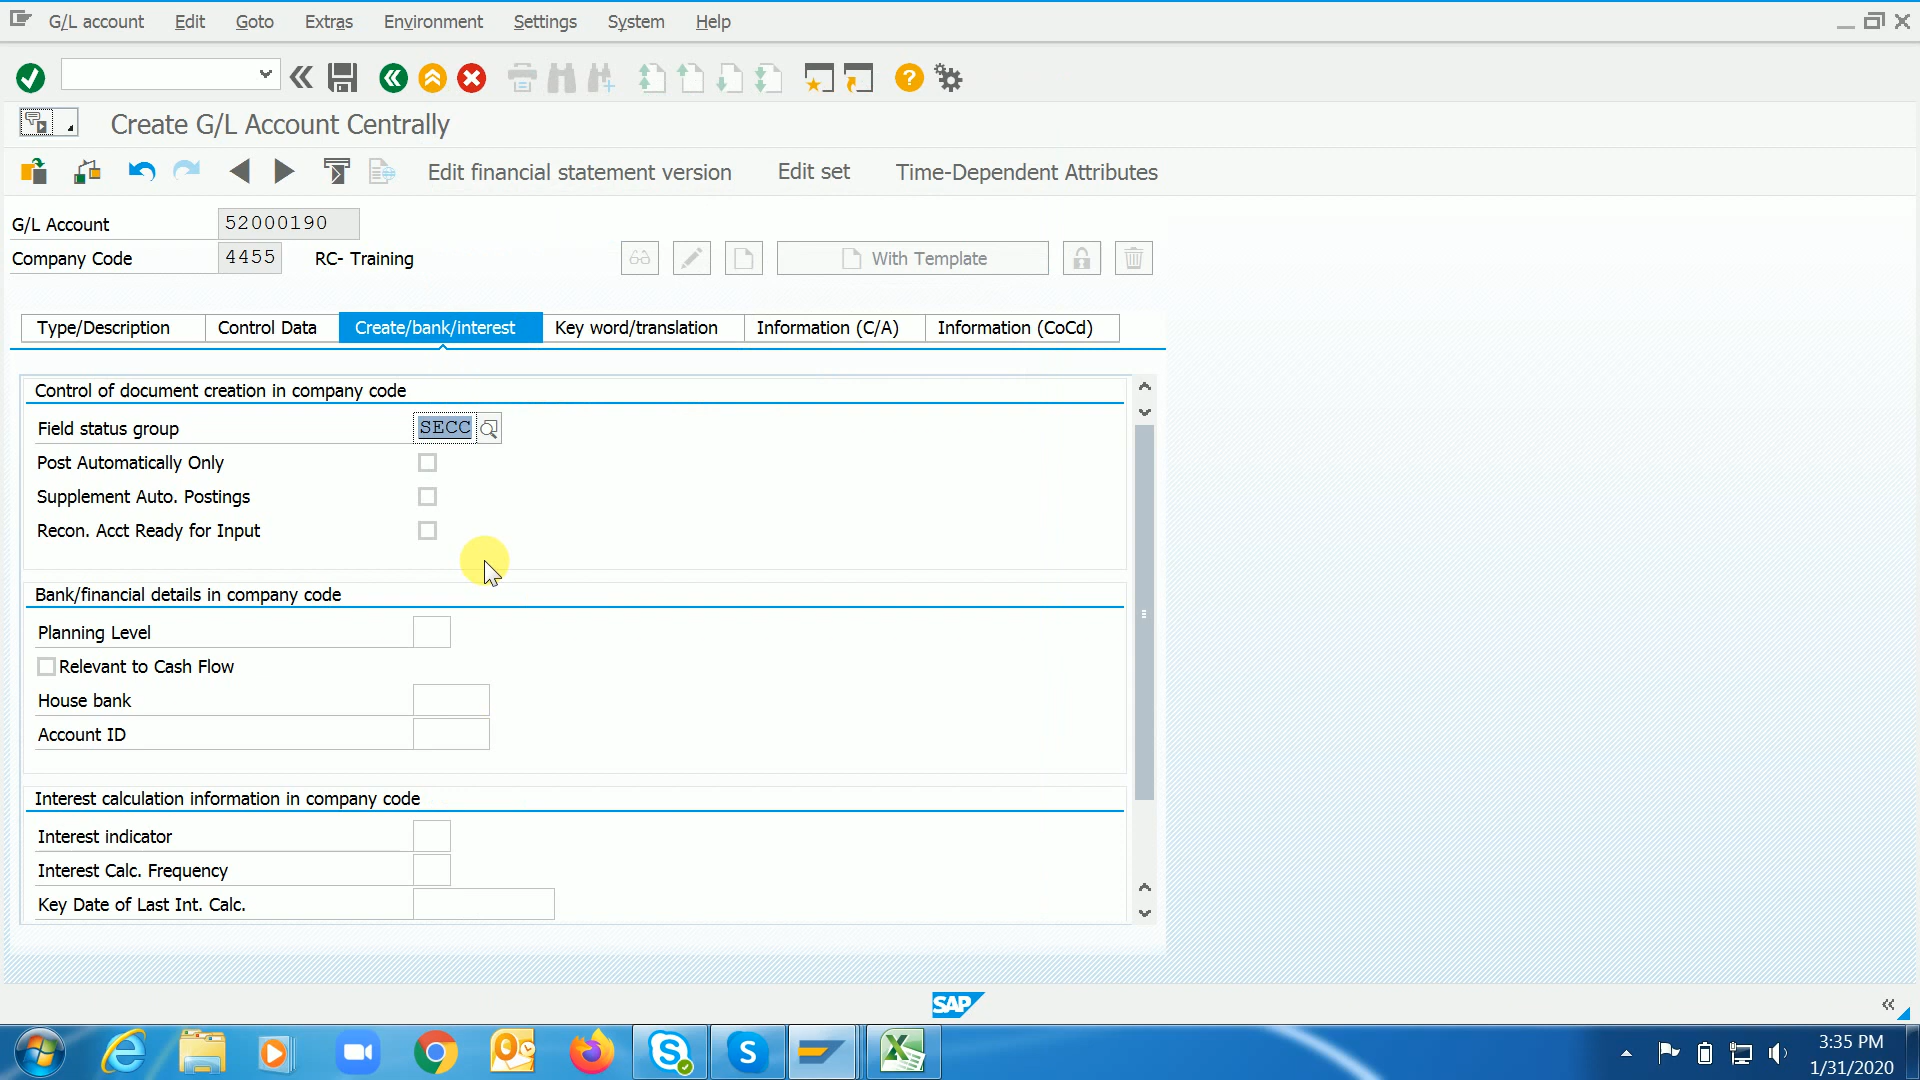 G/L account Edit Goto Extras Environment Settings System Help
Create G/L Account Centrally
Edit financial statement version Edit set Time-Dependent Attributes
G/L Account 52000190
Company Code 4455 RC- Training With Template
Type/Description Control Data Create/bank/interest Key word/translation Information (C/A) Information (CoCd)
Control of document creation in company code
Field status group SECC
Post Automatically Only
Supplement Auto. Postings
Recon. Acct Ready for Input
Bank/financial details in company code
Planning Level
Relevant to Cash Flow
House bank
Account ID
Interest calculation information in company code
Interest indicator
Interest Calc. Frequency
Key Date of Last Int. Calc.
SAP
3:35 PM
1/31/2020